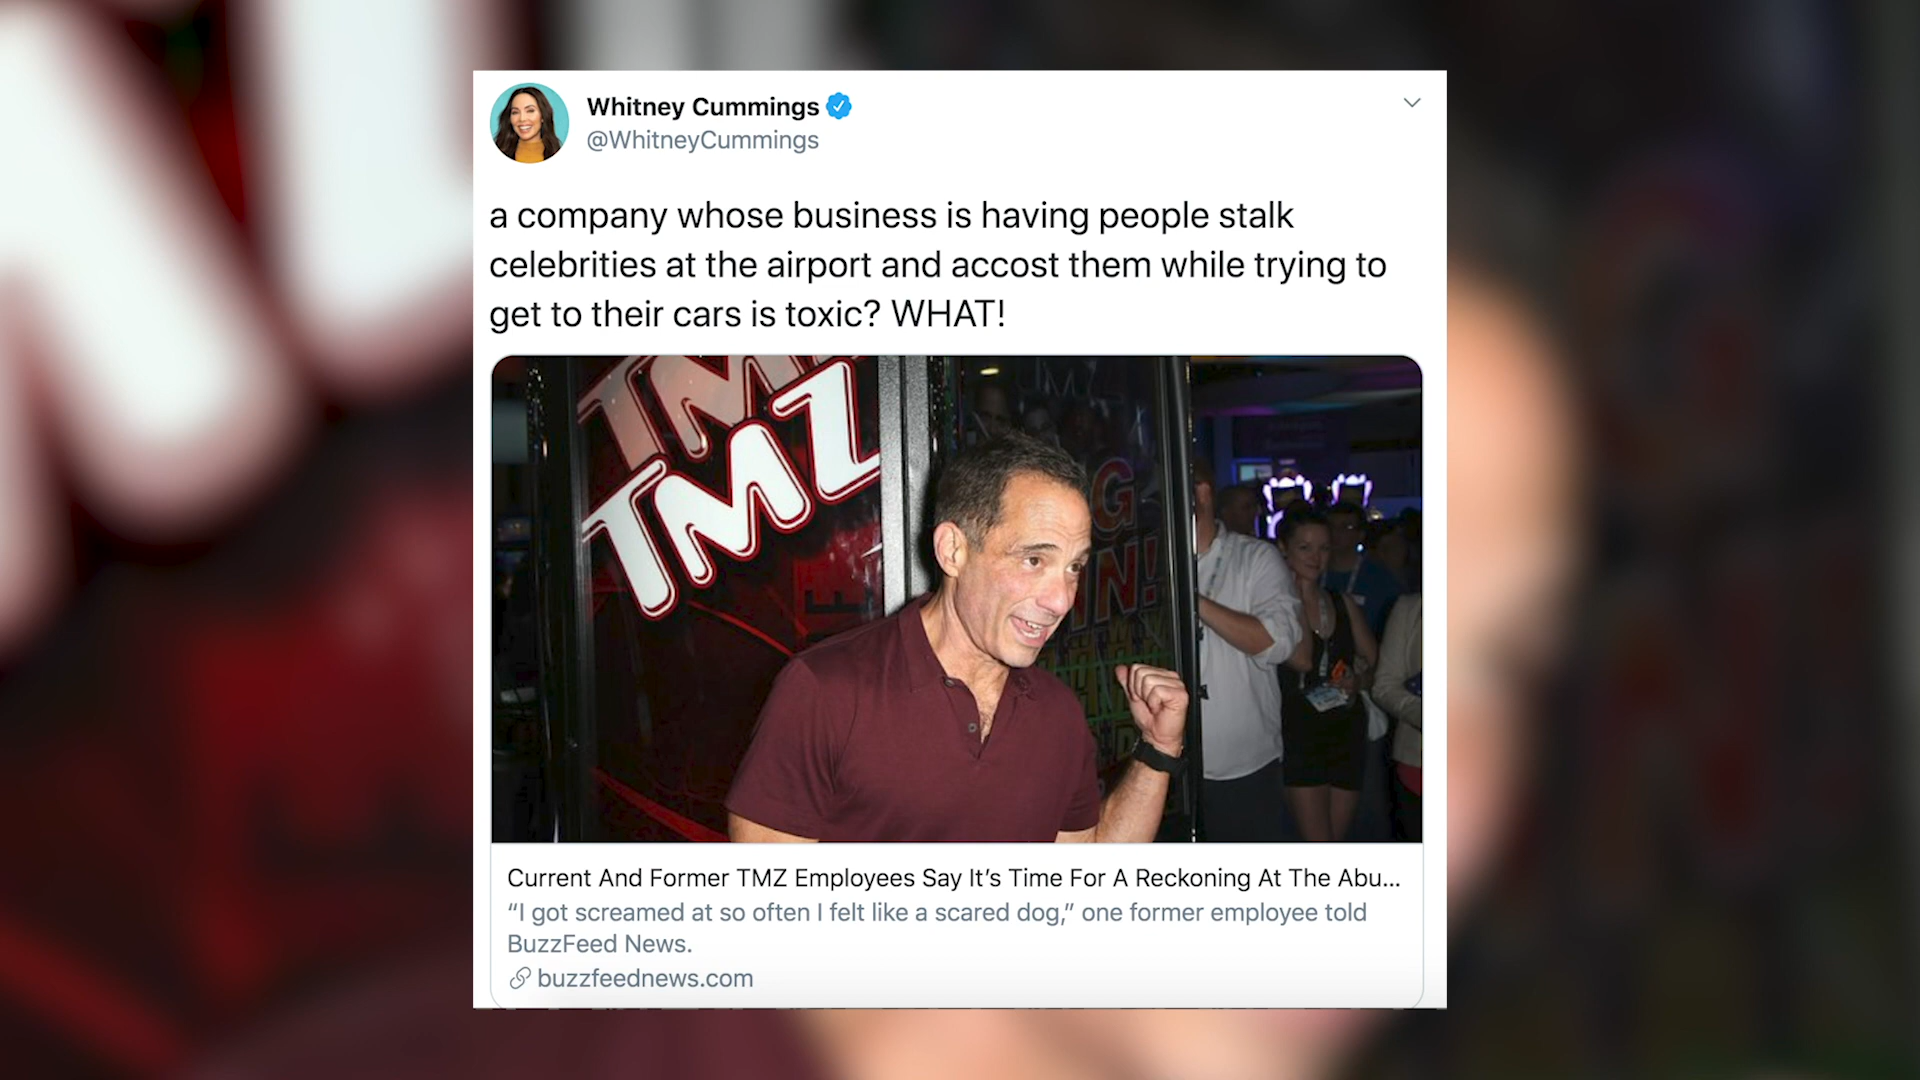 Whitney Cummings
@WhitneyCummings
a company whose business is having people stalk
celebrities at the airport and accost them while trying to
get to their cars is toxic? WHAT!
TM
TMZ
TMZ
G
N!
Current And Former TMZ Employees Say It’s Time For A Reckoning At The Abu...
“I got screamed at so often I felt like a scared dog,” one former employee told
BuzzFeed News.
buzzfeednews.com